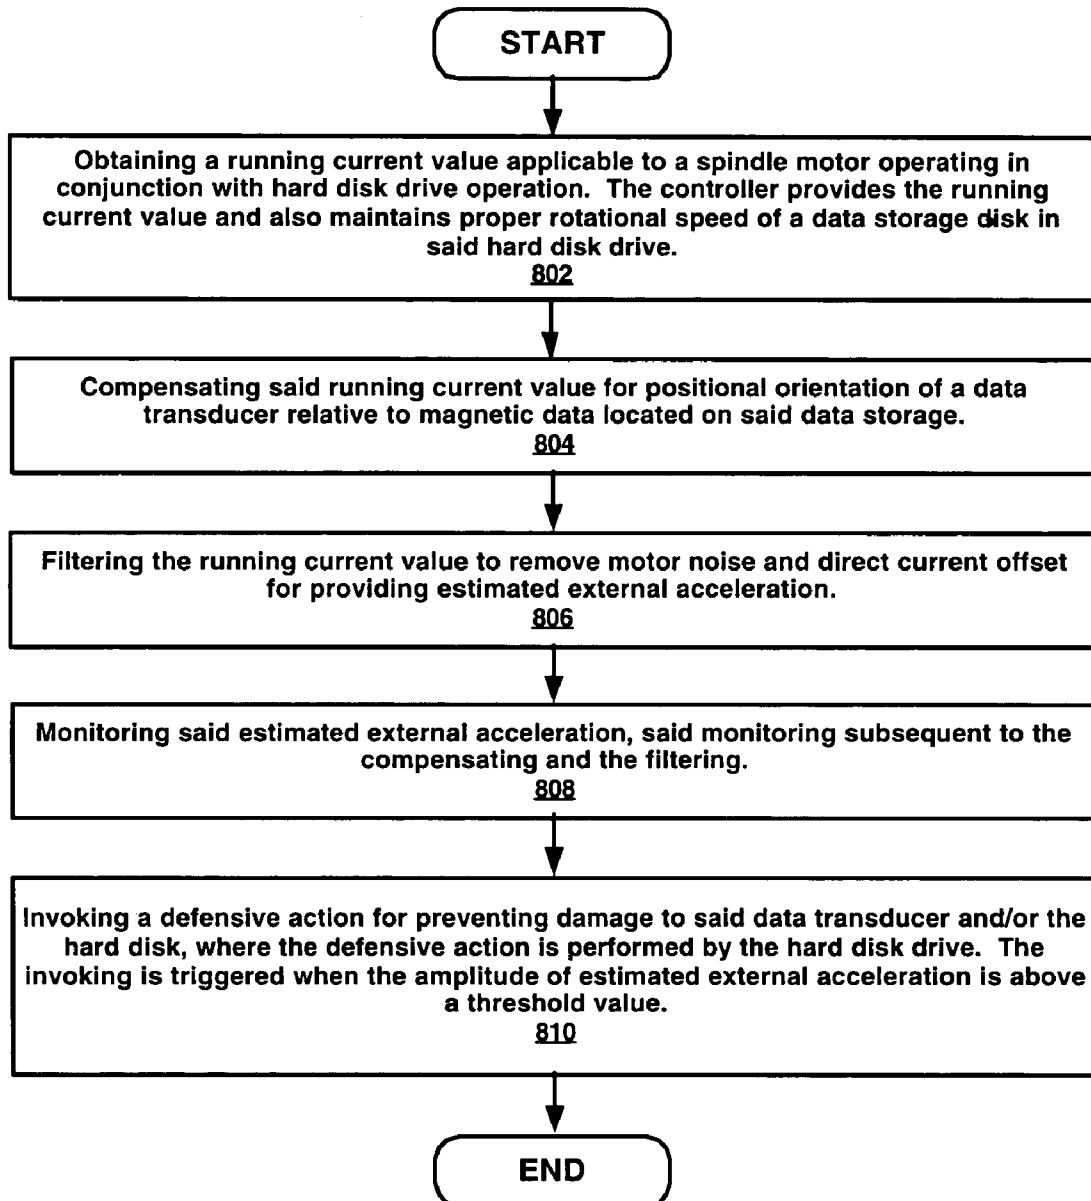 START
Obtaining a running current value applicable to a spindle motor operating in
conjunction with hard disk drive operation.  The controller provides the running
current value and also maintains proper rotational speed of a data storage disk in
said hard disk drive.
802
Compensating said running current value for positional orientation of a data
transducer relative to magnetic data located on said data storage.
804
Filtering the running current value to remove motor noise and direct current offset
for providing estimated external acceleration.
806
Monitoring said estimated external acceleration, said monitoring subsequent to the
compensating and the filtering.
808
Invoking a defensive action for preventing damage to said data transducer and/or the
hard disk, where the defensive action is performed by the hard disk drive.  The
invoking is triggered when the amplitude of estimated external acceleration is above
a threshold value.
810
END